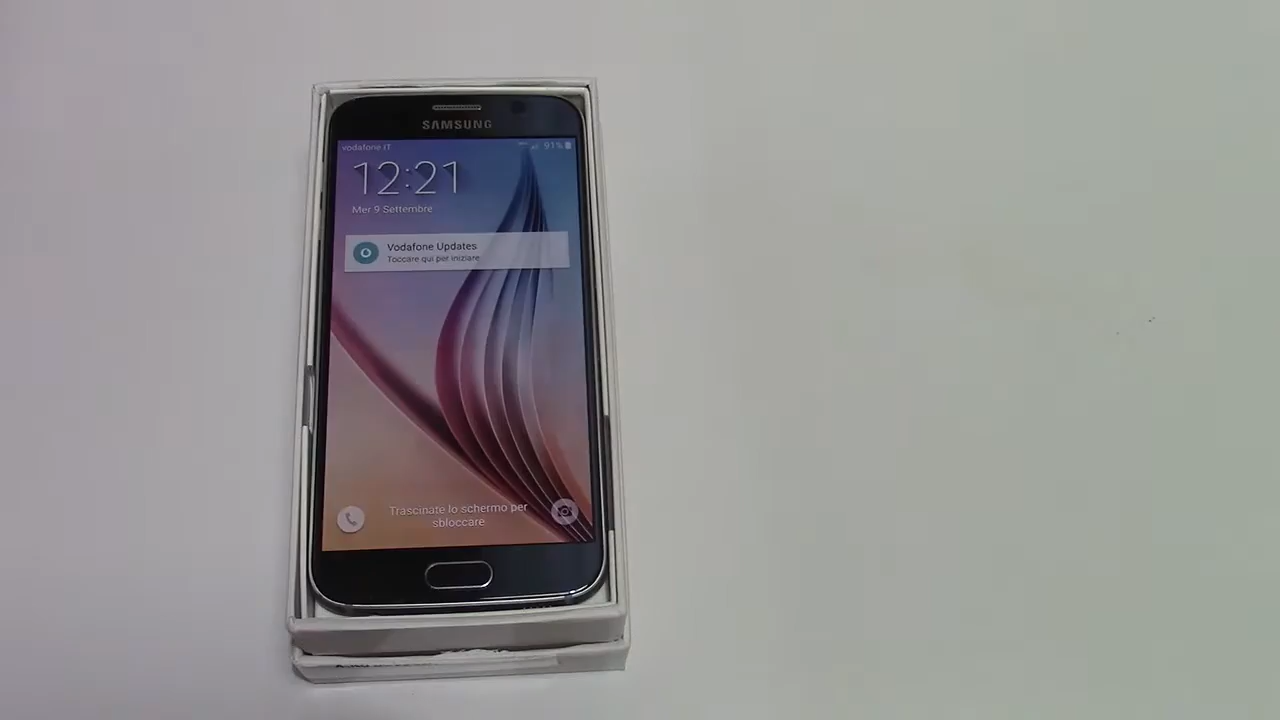 SAMSUNG
vodafone IT 91%
12:21
Mer 9 Settembre
Vodafone Updates
Toccare qui per iniziare
Trascinate lo schermo per
sbloccare